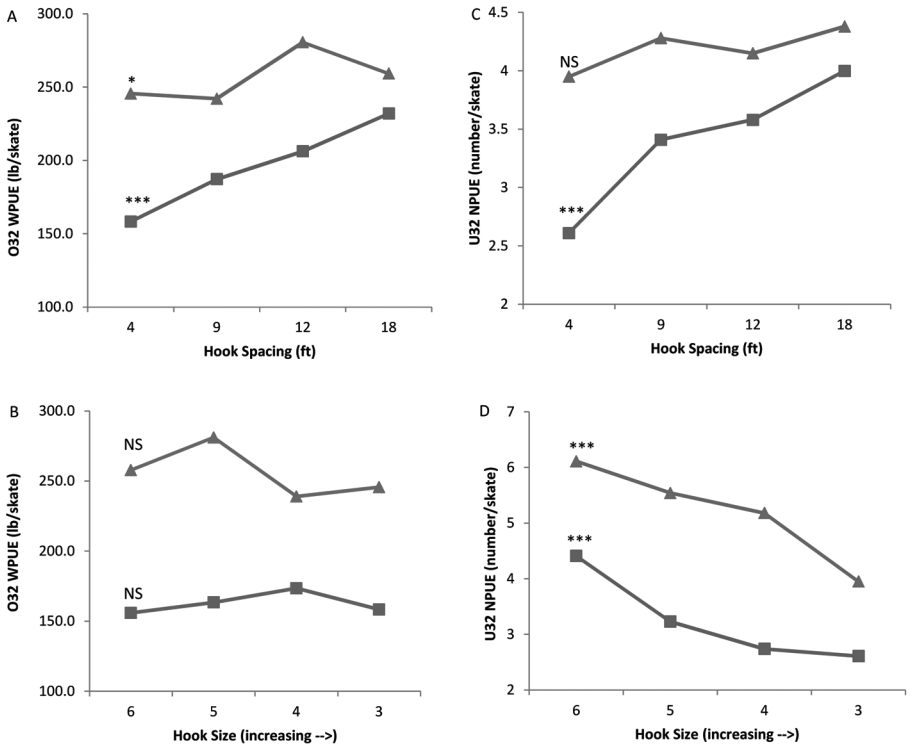 A
300.0
250.0
200.0
150.0
100.0
O32 WPUE (lb/skate)
*
***
4 9 12 18
Hook Spacing (ft)
C
4.5
4
3.5
3
2.5
2
U32 NPUE (number/skate)
NS
***
4 9 12 18
Hook Spacing (ft)
B
300.0
250.0
200.0
150.0
100.0
O32 WPUE (lb/skate)
NS
NS
6 5 4 3
Hook Size (increasing -->)
D
7
6
5
4
3
2
U32 NPUE (number/skate)
***
***
6 5 4 3
Hook Size (increasing -->)